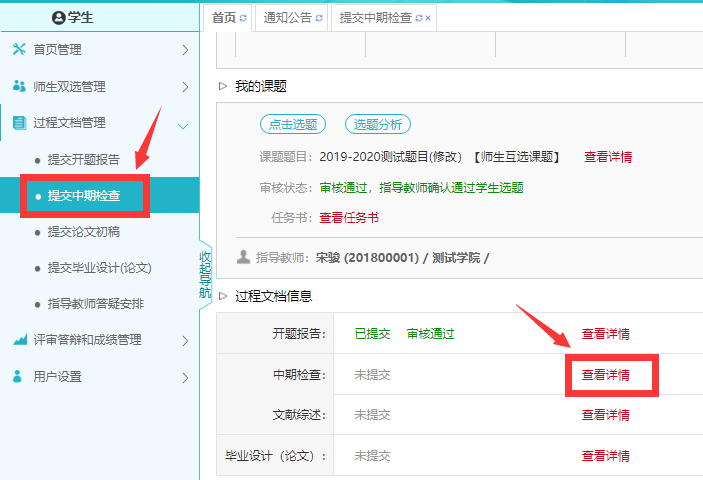 学生
首页管理
师生双选管理
过程文档管理
提交开题报告
提交中期检查
提交论文初稿
提交毕业设计(论文)
指导教师答疑安排
评审答辩和成绩管理
用户设置
收起导航
首页 通知公告 提交中期检查
我的课题
点击选题 选题分析
课题题目：2019-2020测试题目(修改) 【师生互选课题】 查看详情
审核状态：审核通过，指导教师确认通过学生选题
任务书：查看任务书
指导教师：宋骏 (201800001) / 测试学院 /
过程文档信息
开题报告： 已提交 审核通过 查看详情
中期检查： 未提交 查看详情
文献综述： 未提交 查看详情
毕业设计（论文）： 未提交 查看详情